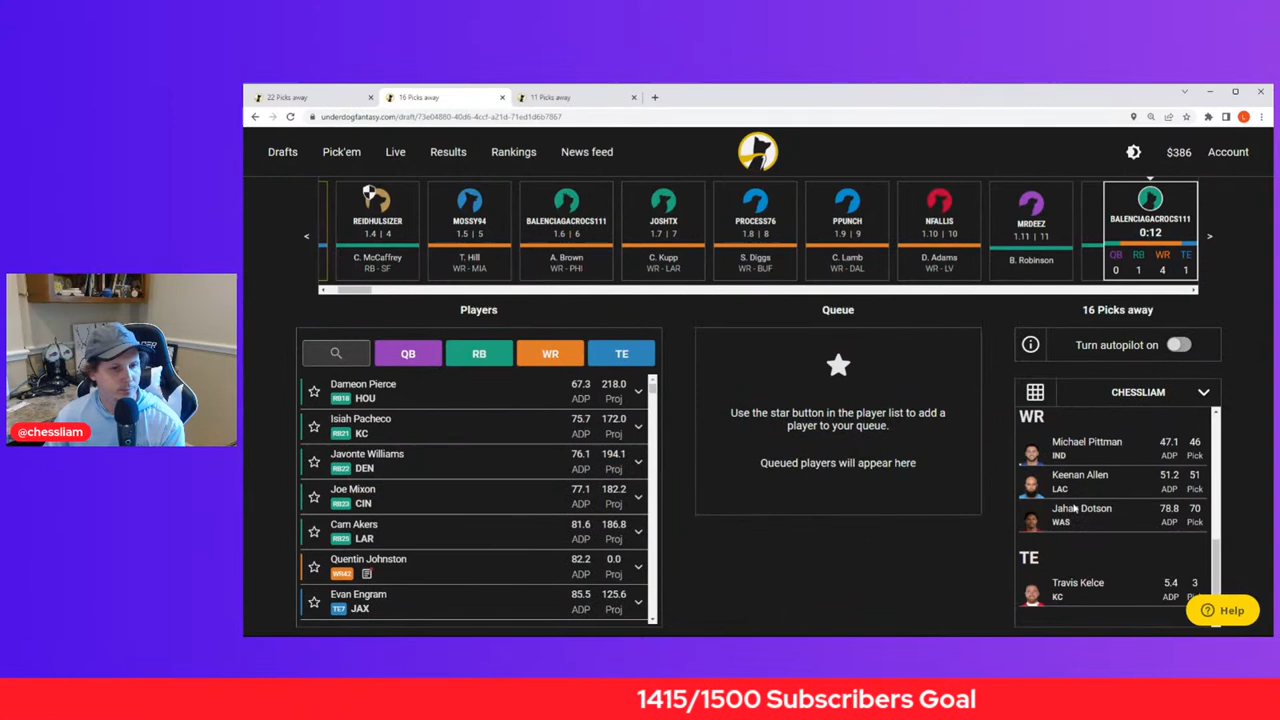 22 Picks away
16 Picks away
11 Picks away
underdogfantasy.com/draft/73e04880-40d6-4ccf-a21d-71ed1d6b7867
Drafts Pick'em Live Results Rankings News feed $386 Account
REIDHULSIZER
1.4 | 4
C. McCaffrey
RB - SF
MOSSY94
1.5 | 5
T. Hill
WR - MIA
BALENCIAGACROCS111
1.6 | 6
A. Brown
WR - PHI
JOSHTX
1.7 | 7
C. Kupp
WR - LAR
PROCESS76
1.8 | 8
S. Diggs
WR - BUF
PPUNCH
1.9 | 9
C. Lamb
WR - DAL
NFALLIS
1.10 | 10
D. Adams
WR - LV
MRDEEZ
1.11 | 11
B. Robinson
BALENCIAGACROCS111
0:12
QB RB WR TE
0 1 4 1
Players
QB RB WR TE
Dameon Pierce 67.3 218.0
RB18 HOU ADP Proj
Isiah Pacheco 75.7 172.0
RB21 KC ADP Proj
Javonte Williams 76.1 194.1
RB22 DEN ADP Proj
Joe Mixon 77.1 182.2
RB23 CIN ADP Proj
Cam Akers 81.6 186.8
RB25 LAR ADP Proj
Quentin Johnston 82.2 0.0
WR42 ADP Proj
Evan Engram 85.5 125.6
TE7 JAX ADP Proj
Queue
Use the star button in the player list to add a
player to your queue.
Queued players will appear here
16 Picks away
Turn autopilot on
CHESSLIAM
WR
Michael Pittman 47.1 46
IND ADP Pick
Keenan Allen 51.2 51
LAC ADP Pick
Jahan Dotson 78.8 70
WAS ADP Pick
TE
Travis Kelce 5.4 3
KC ADP
Help
@chessliam
1415/1500 Subscribers Goal